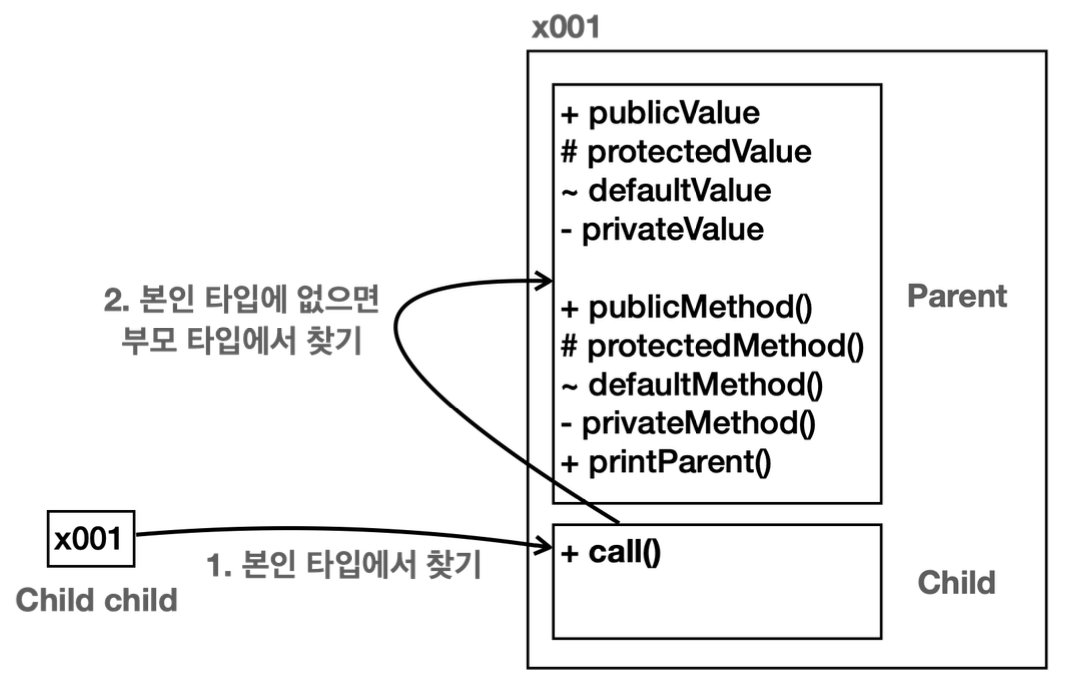 x001
+ publicValue
# protectedValue
~ defaultValue
- privateValue
+ publicMethod()
# protectedMethod()
~ defaultMethod()
- privateMethod()
+ printParent()
Parent
2. 본인 타입에 없으면
부모 타입에서 찾기
x001
Child child
1. 본인 타입에서 찾기
+ call()
Child